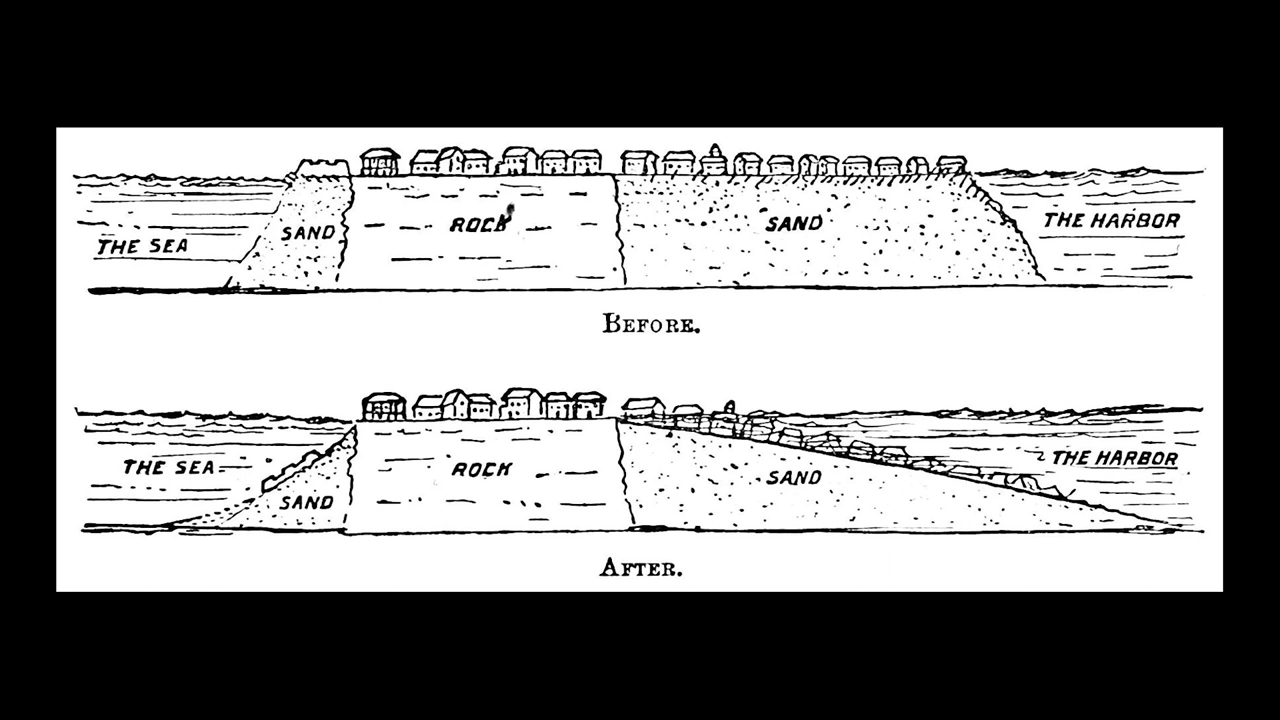 THE SEA
SAND
ROCK
SAND
THE HARBOR
BEFORE.
THE SEA
SAND
ROCK
SAND
THE HARBOR
AFTER.